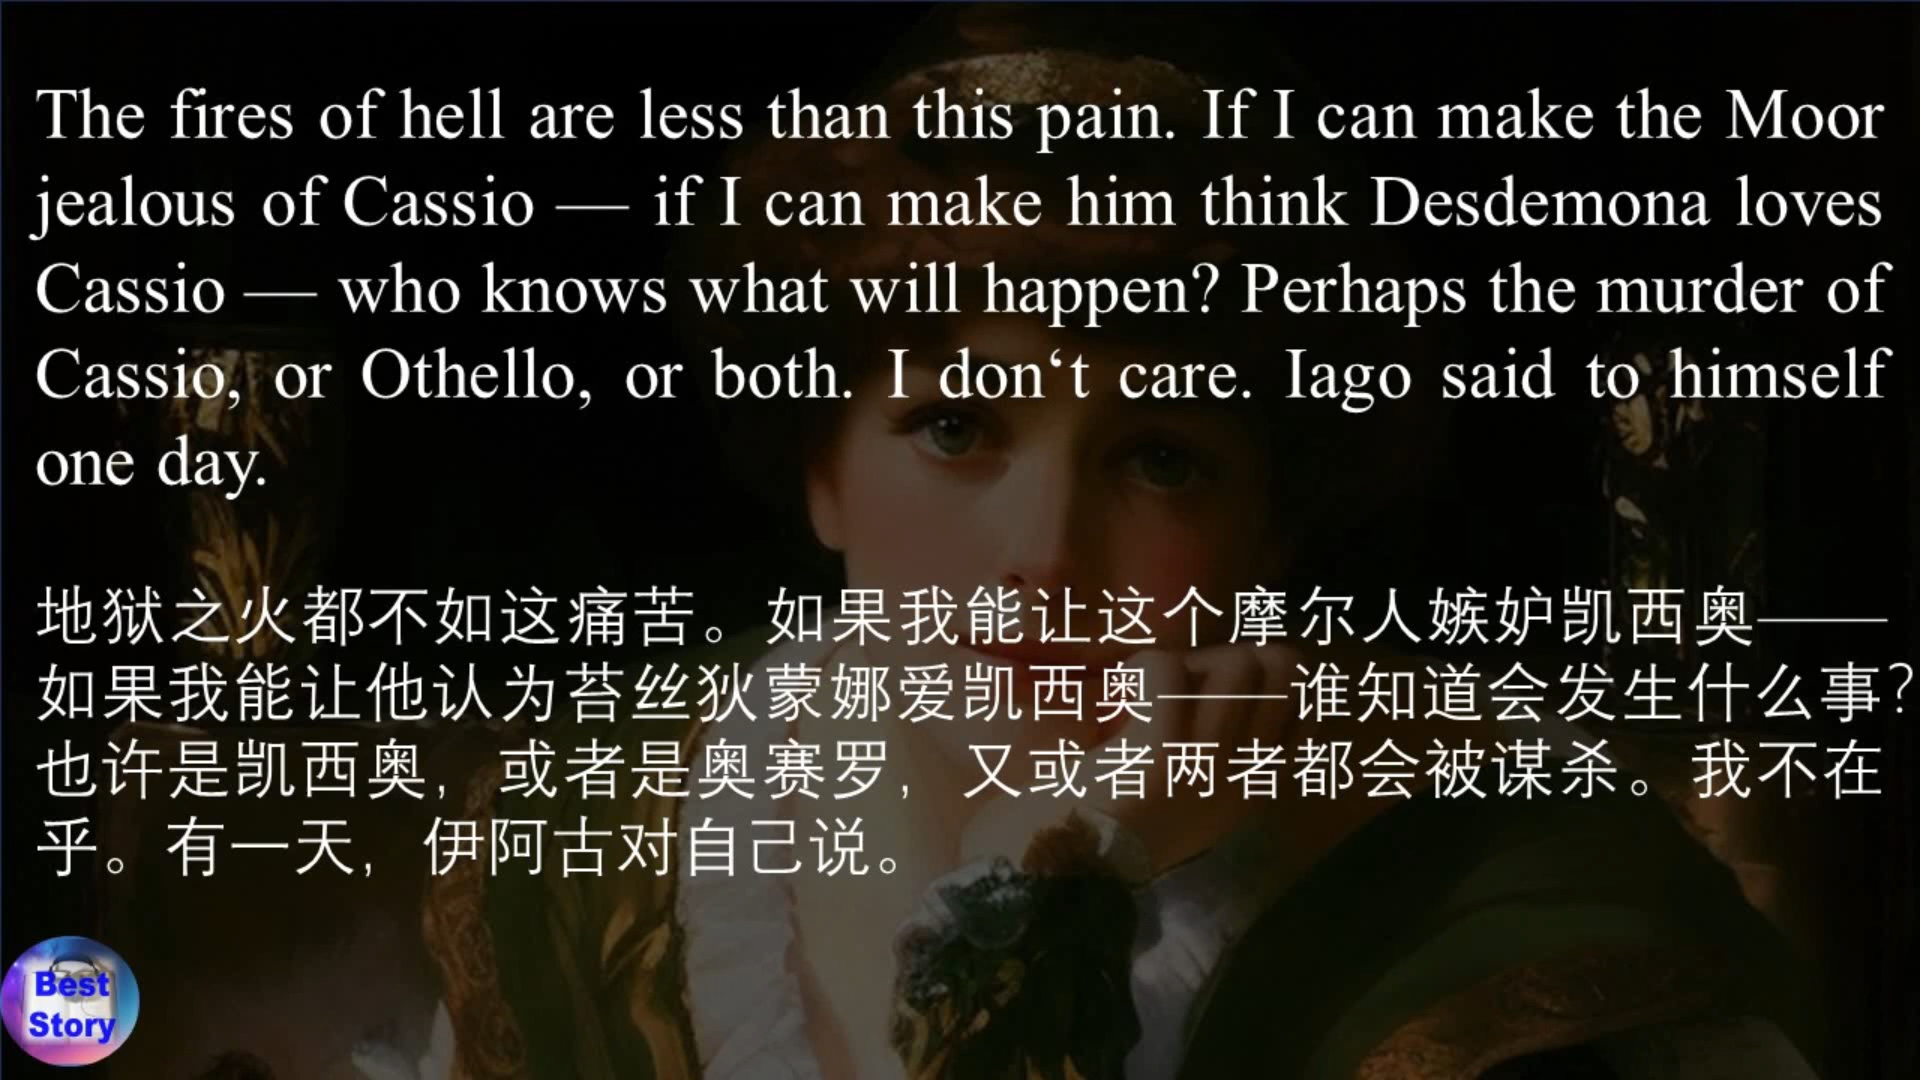 The fires of hell are less than this pain. If I can make the Moor
jealous of Cassio — if I can make him think Desdemona loves
Cassio — who knows what will happen? Perhaps the murder of
Cassio, or Othello, or both. I don‘t care. Iago said to himself
one day.
地狱之火都不如这痛苦。如果我能让这个摩尔人嫉妒凯西奥——
如果我能让他认为苔丝狄蒙娜爱凯西奥——谁知道会发生什么事?
也许是凯西奥, 或者是奥赛罗, 又或者两者都会被谋杀。我不在
乎。有一天, 伊阿古对自己说。
Best
Story